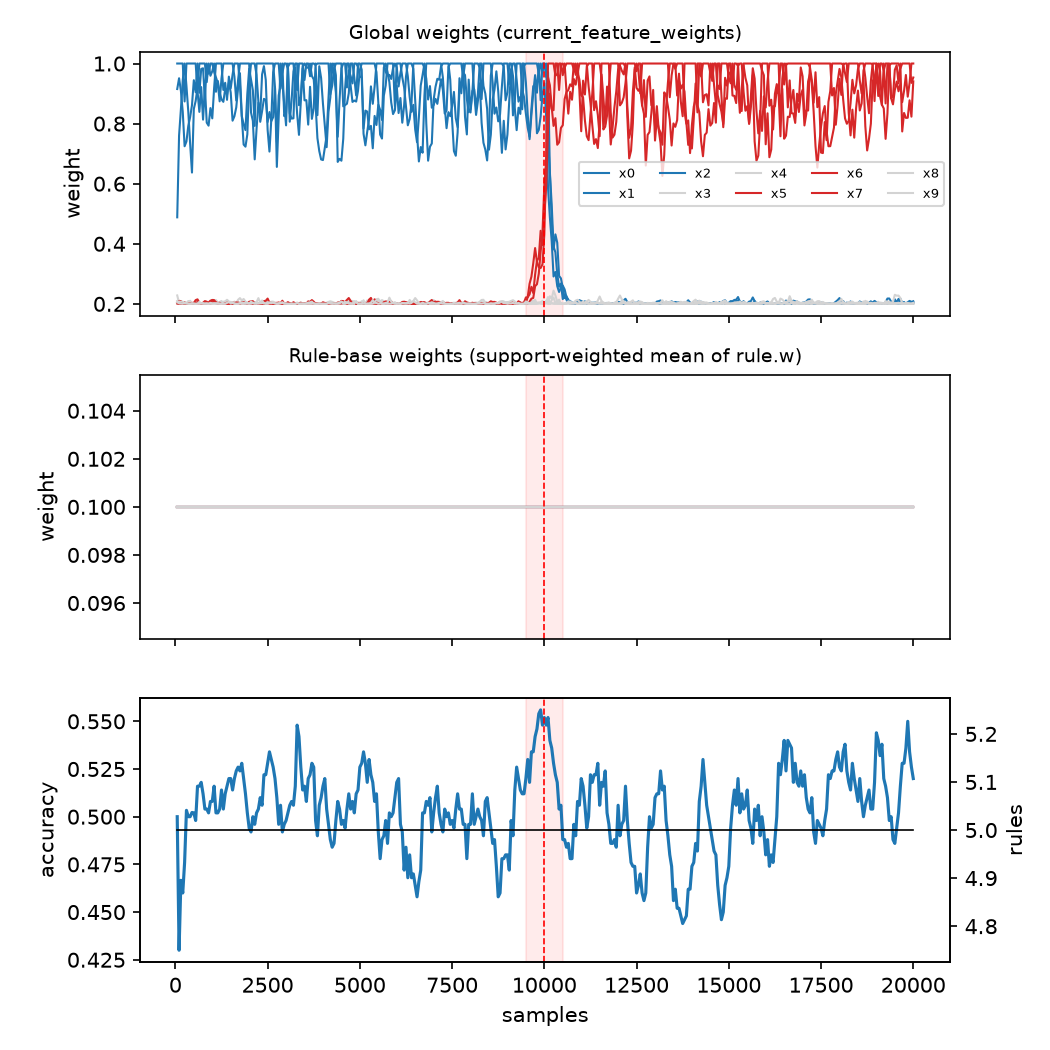 Global weights (current_feature_weights)
1.0
0.8
0.6
0.4
0.2
weight
x0 x2 x4 x6 x8
x1 x3 x5 x7 x9
Rule-base weights (support-weighted mean of rule.w)
0.104
0.102
0.100
0.098
0.096
weight
0.550
0.525
0.500
0.475
0.450
0.425
accuracy
5.2
5.1
5.0
4.9
4.8
rules
0 2500 5000 7500 10000 12500 15000 17500 20000
samples